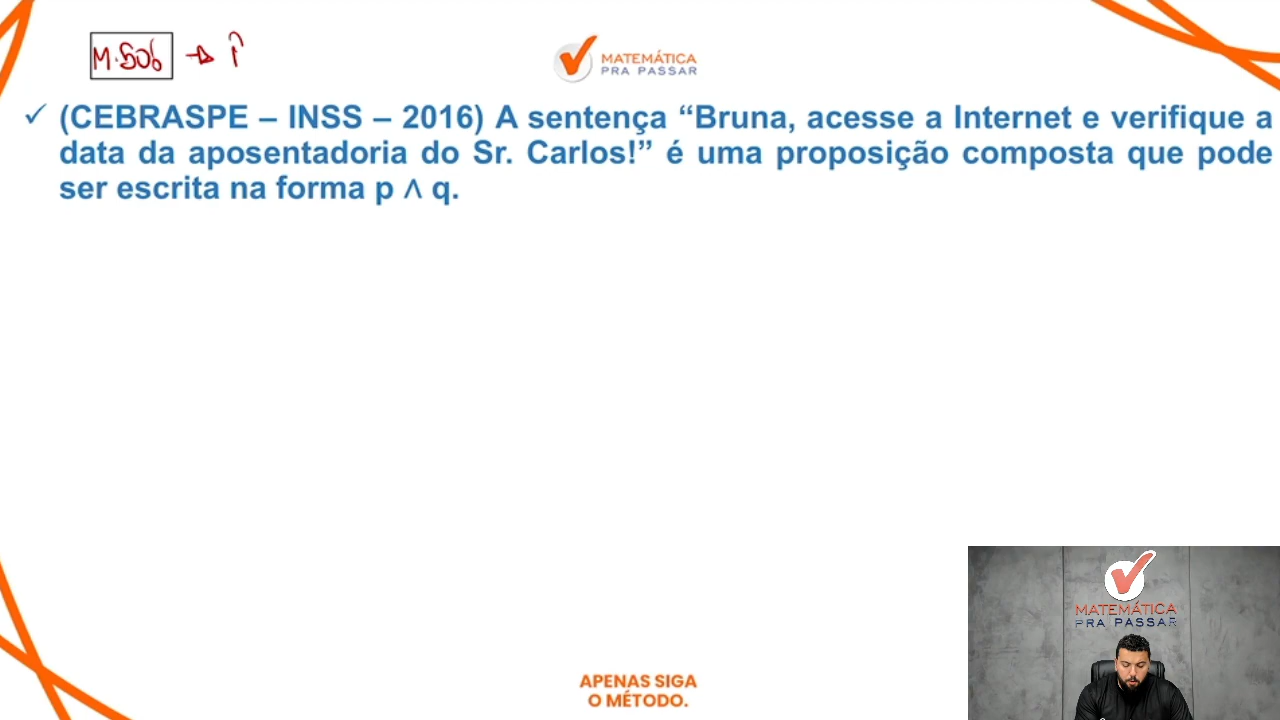 M.SOb →
MATEMÁTICA
PRA PASSAR
✓ (CEBRASPE – INSS – 2016) A sentença “Bruna, acesse a Internet e verifique a
data da aposentadoria do Sr. Carlos!” é uma proposição composta que pode
ser escrita na forma p ∧ q.
MATEMÁTICA
PRA PASSAR
APENAS SIGA
O MÉTODO.